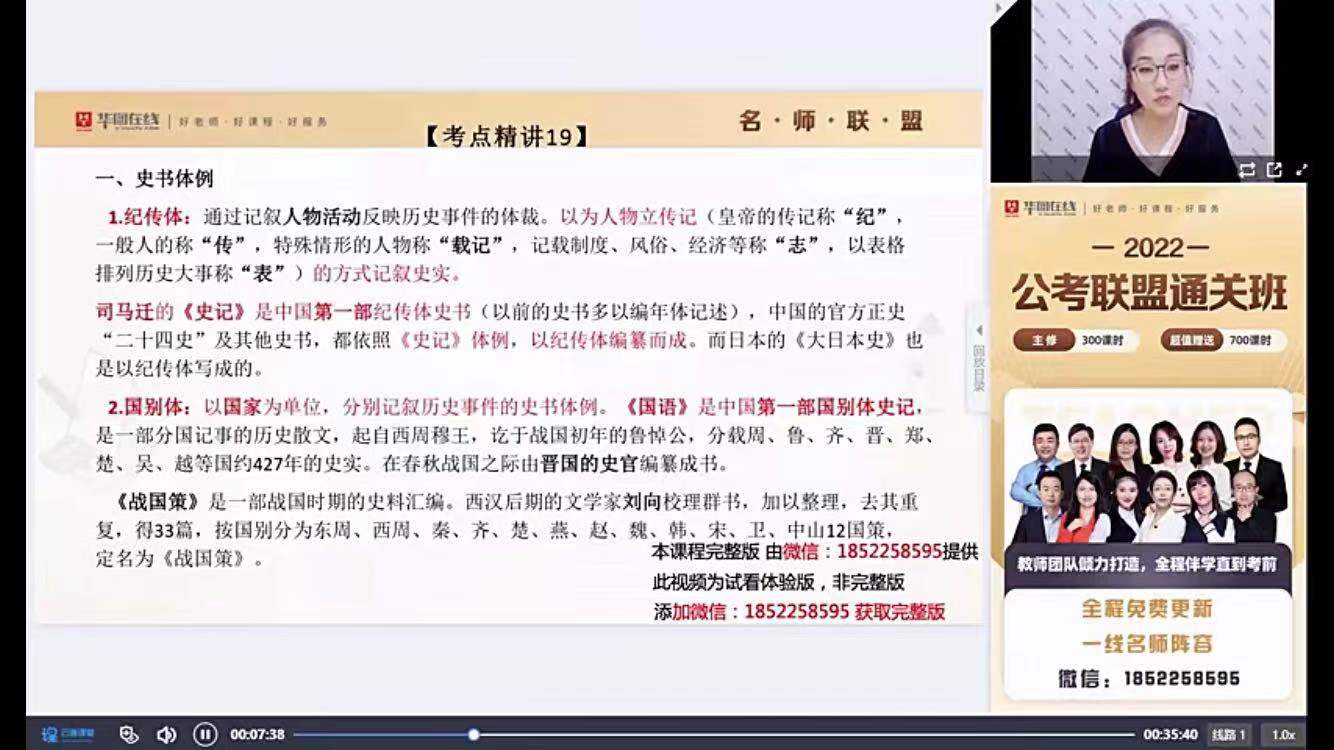 华图在线 | 好老师·好课程·好服务
【考点精讲19】
名·师·联·盟
一、史书体例
1.纪传体：通过记叙人物活动反映历史事件的体裁。以为人物立传记（皇帝的传记称“纪”，
一般人的称“传”，特殊情形的人物称“载记”，记载制度、风俗、经济等称“志”，以表格
排列历史大事称“表”）的方式记叙史实。
司马迁的《史记》是中国第一部纪传体史书（以前的史书多以编年体记述），中国的官方正史
“二十四史”及其他史书，都依照《史记》体例，以纪传体编纂而成。而日本的《大日本史》也
是以纪传体写成的。
2.国别体：以国家为单位，分别记叙历史事件的史书体例。《国语》是中国第一部国别体史记，
是一部分国记事的历史散文，起自西周穆王，讫于战国初年的鲁悼公，分载周、鲁、齐、晋、郑、
楚、吴、越等国约427年的史实。在春秋战国之际由晋国的史官编纂成书。
《战国策》是一部战国时期的史料汇编。西汉后期的文学家刘向校理群书，加以整理，去其重
复，得33篇，按国别分为东周、西周、秦、齐、楚、燕、赵、魏、韩、宋、卫、中山12国策，
定名为《战国策》。
本课程完整版 由微信：1852258595提供
此视频为试看体验版，非完整版
添加微信：1852258595 获取完整版
回放目录
华图在线 | 好老师·好课程·好服务
2022
公考联盟通关班
主修 300课时 超值赠送 700课时
TEACHER
教师团队倾力打造，全程伴学直到考前
全程免费更新
一线名师阵容
微信：1852258595
00:07:38
00:35:40 线路 1 1.0x